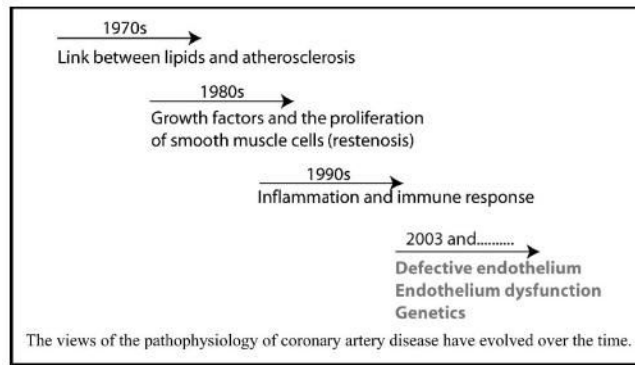 1970s
Link between lipids and atherosclerosis
1980s
Growth factors and the proliferation
of smooth muscle cells (restenosis)
1990s
Inflammation and immune response
2003 and..........
Defective endothelium
Endothelium dysfunction
Genetics
The views of the pathophysiology of coronary artery disease have evolved over the time.